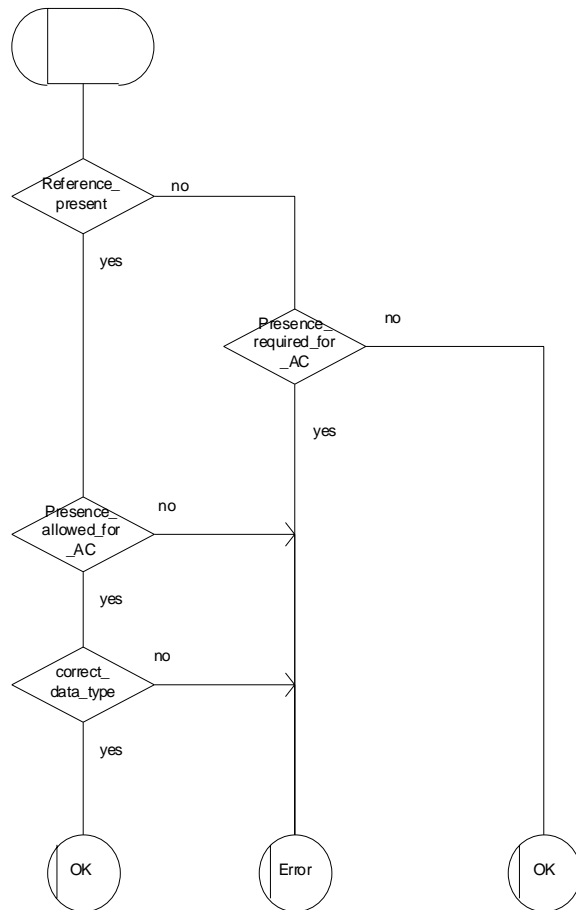 Reference_
present
no
yes
Presence_
required_for
_AC
no
yes
Presence_
allowed_for
_AC
no
yes
correct_
data_type
no
yes
OK
Error
OK